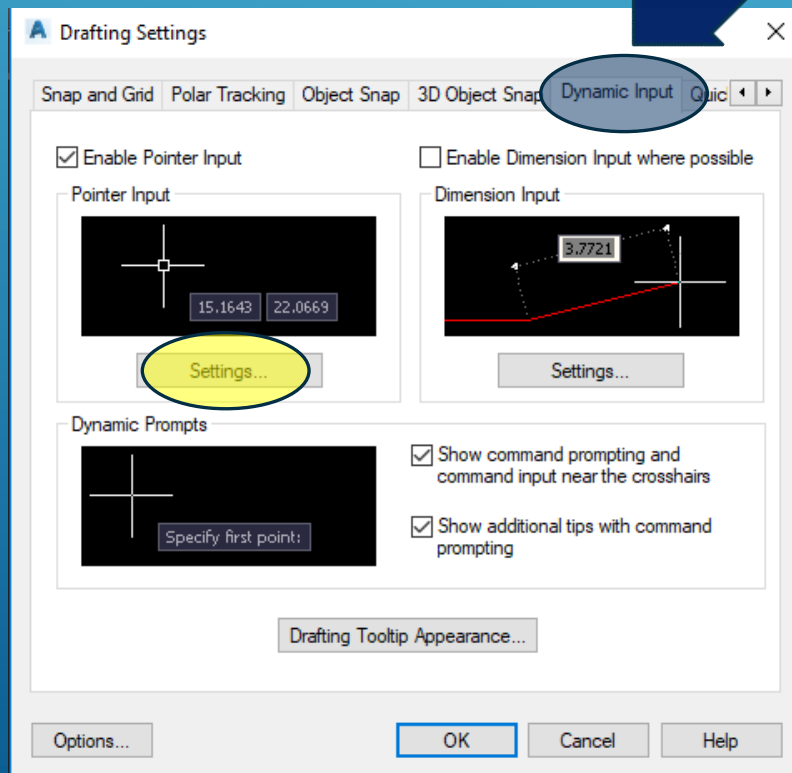 Drafting Settings
Snap and Grid Polar Tracking Object Snap 3D Object Snap Dynamic Input Quic
Enable Pointer Input
Enable Dimension Input where possible
Pointer Input
Dimension Input
15.1643 22.0669
3.7721
Settings...
Settings...
Dynamic Prompts
Specify first point:
Show command prompting and
command input near the crosshairs
Show additional tips with command
prompting
Drafting Tooltip Appearance...
Options...
OK
Cancel
Help